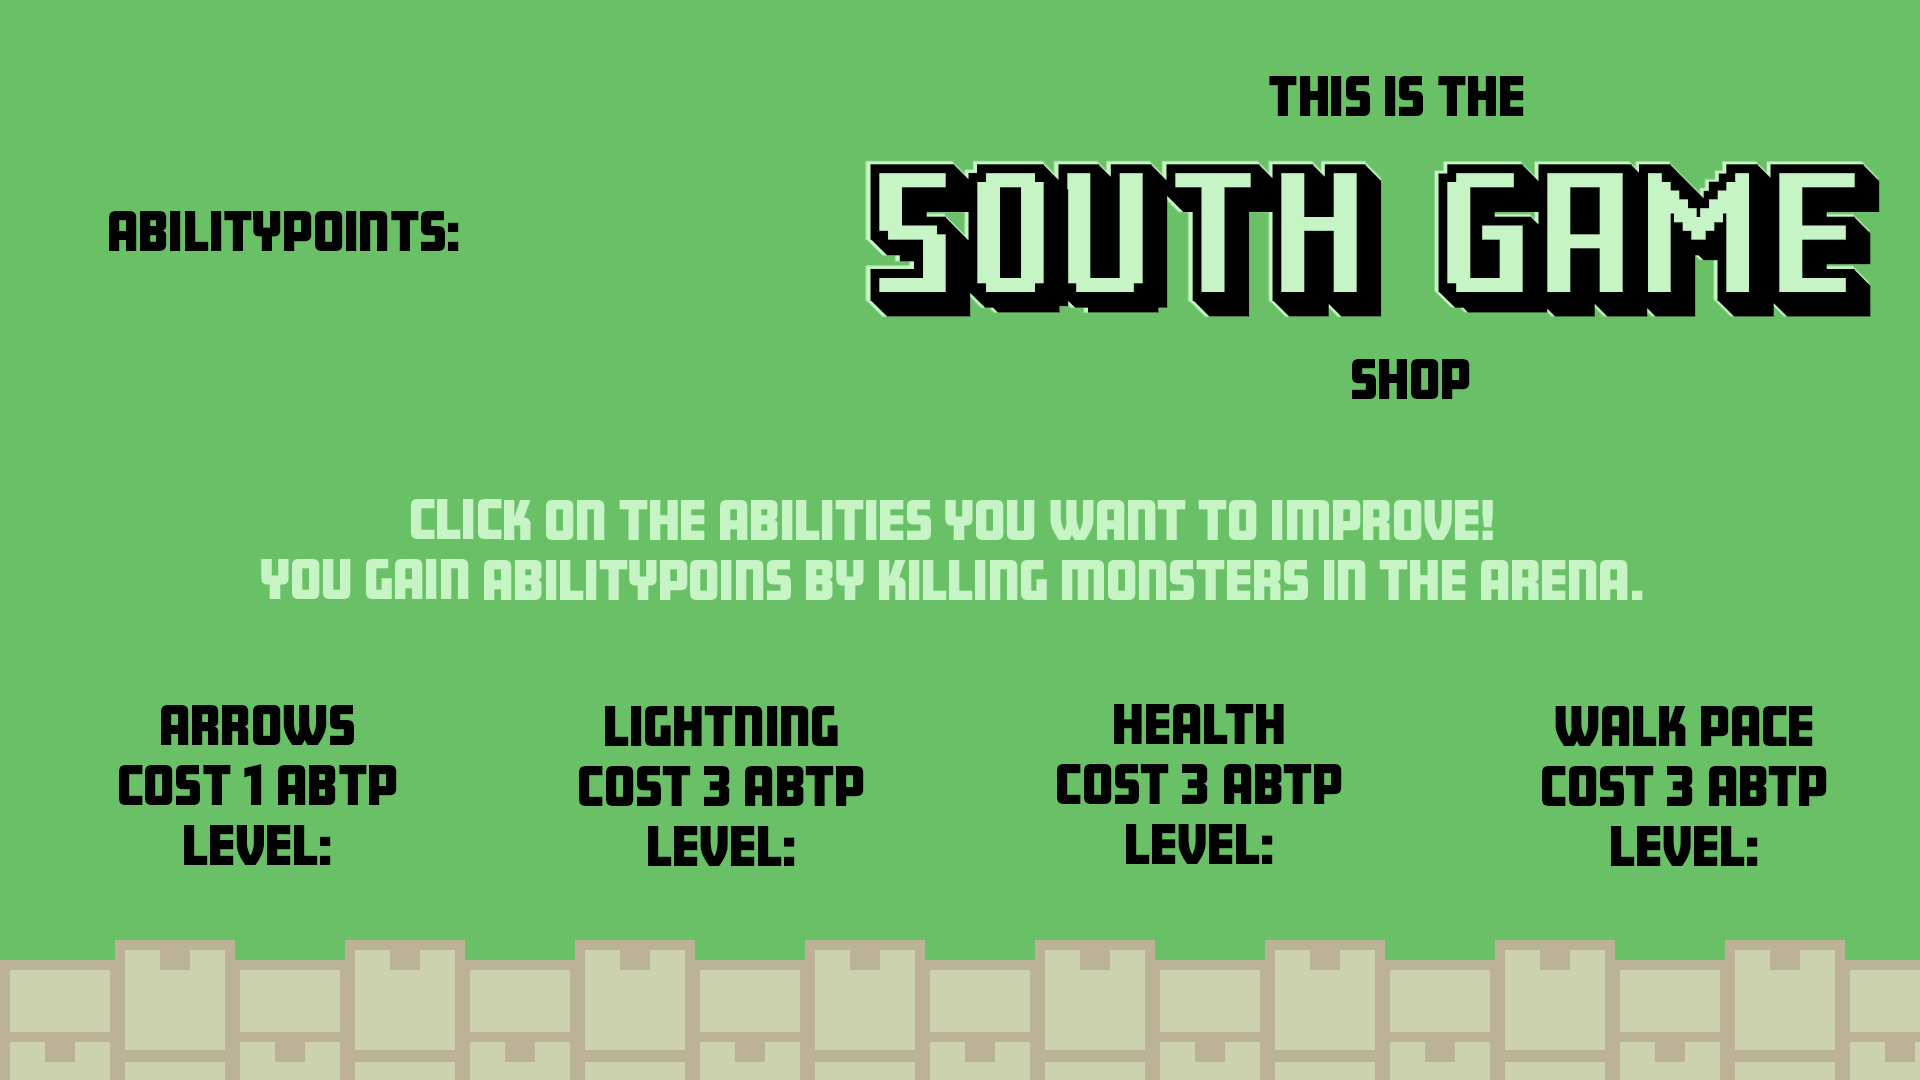 THIS IS THE
SOUTH GAME
SHOP
ABILITYPOINTS:
CLICK ON THE ABILITIES YOU WANT TO IMPROVE!
YOU GAIN ABILITYPOINS BY KILLING MONSTERS IN THE ARENA.
ARROWS
COST 1 ABTP
LEVEL:
LIGHTNING
COST 3 ABTP
LEVEL:
HEALTH
COST 3 ABTP
LEVEL:
WALK PACE
COST 3 ABTP
LEVEL: